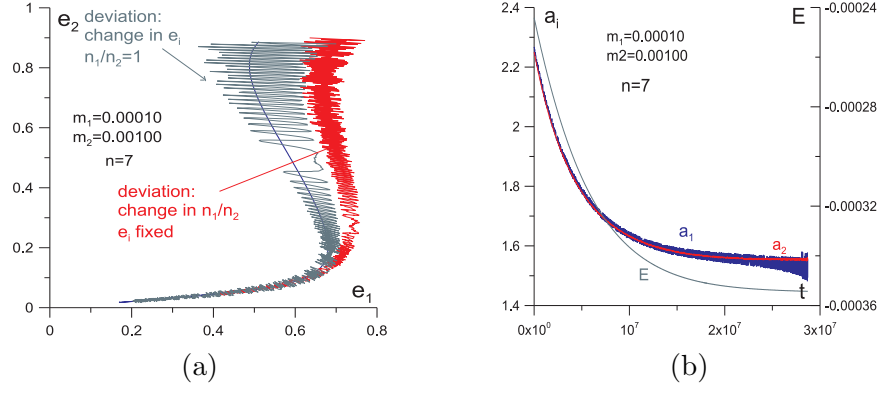 e2
deviation:
change in ei
n1/n2=1
m1=0.00010
m2=0.00100
n=7
deviation:
change in n1/n2
ei fixed
e1
1
0.8
0.6
0.4
0.2
0
0 0.2 0.4 0.6 0.8
(a)
ai
E
m1=0.00010
m2=0.00100
n=7
a1
a2
E
t
2.4
2.2
2
1.8
1.6
1.4
-0.00024
-0.00028
-0.00032
-0.00036
0x10^0 10^7 2x10^7 3x10^7
(b)